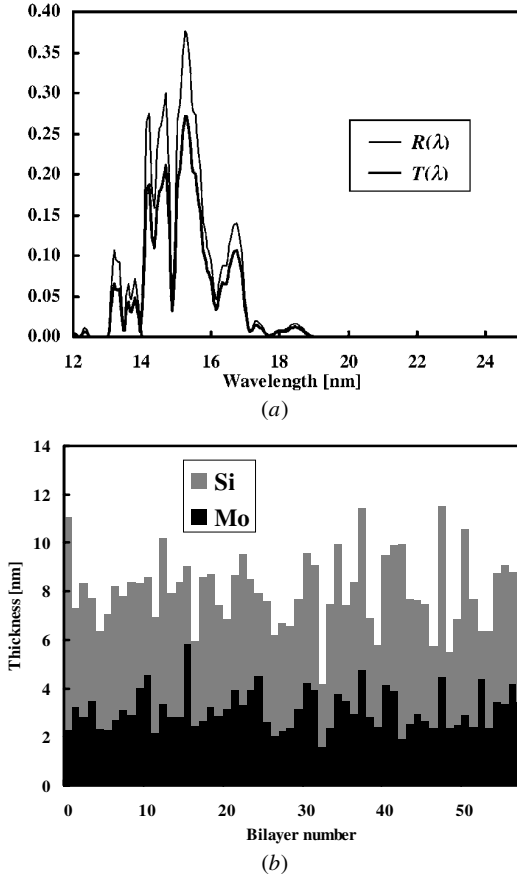 0.40
0.35
0.30
0.25
0.20
0.15
0.10
0.05
0.00
R(λ)
T(λ)
12 14 16 18 20 22 24
Wavelength [nm]
(a)
14
12
10
8
6
4
2
0
Thickness [nm]
Si
Mo
0 10 20 30 40 50
Bilayer number
(b)